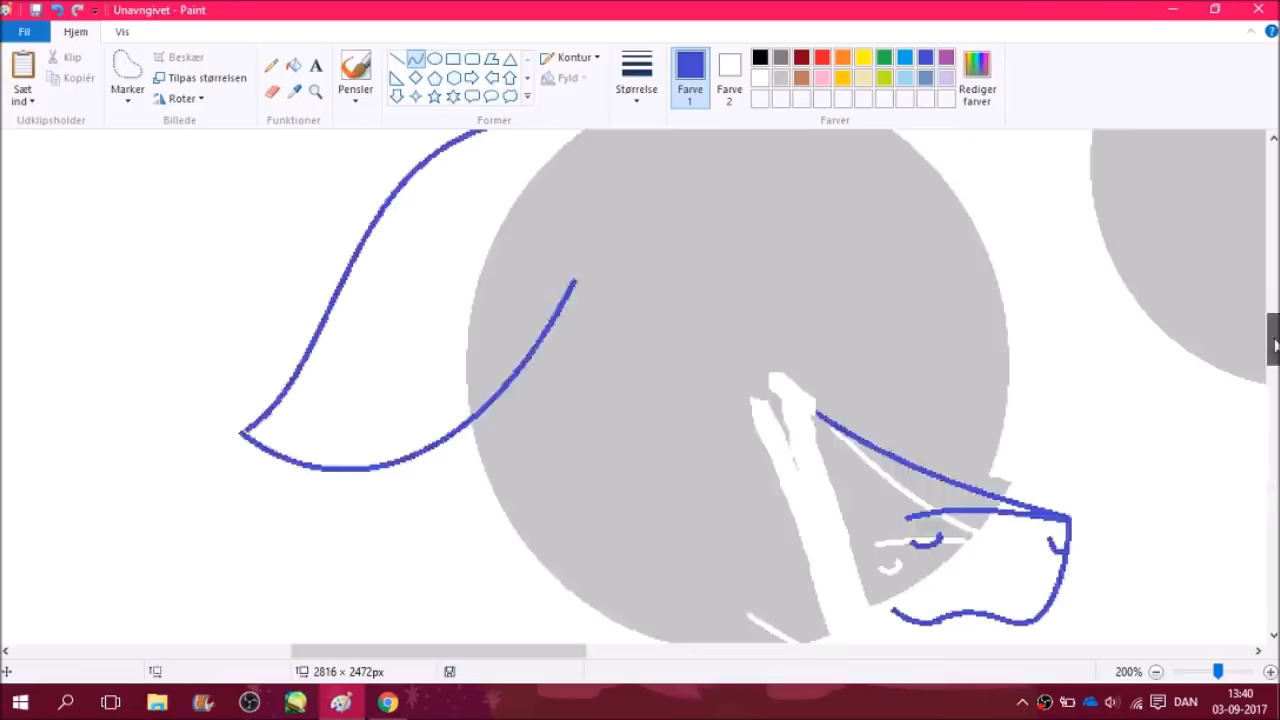 Unavngivet - Paint
Fil Hjem Vis
Sæt ind
Klip
Kopiér
Udklipsholder
Marker
Beskær
Tilpas størrelsen
Roter
Billede
Funktioner
Pensler
Kontur
Fyld
Former
Størrelse
Farve 1
Farve 2
Rediger farver
Farver
2816 × 2472px
200%
DAN
13:40
03-09-2017